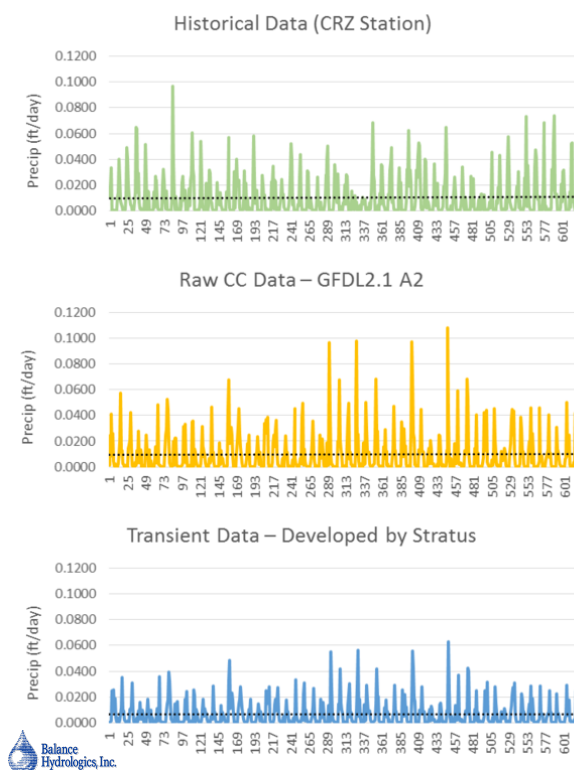 Historical Data (CRZ Station)
Precip (ft/day)
0.1200
0.1000
0.0800
0.0600
0.0400
0.0200
0.0000
1 25 49 73 97 121 145 169 193 217 241 265 289 313 337 361 385 409 433 457 481 505 529 553 577 601
Raw CC Data – GFDL2.1 A2
Precip (ft/day)
0.1200
0.1000
0.0800
0.0600
0.0400
0.0200
0.0000
1 25 49 73 97 121 145 169 193 217 241 265 289 313 337 361 385 409 433 457 481 505 529 553 577 601
Transient Data – Developed by Stratus
Precip (ft/day)
0.1200
0.1000
0.0800
0.0600
0.0400
0.0200
0.0000
1 25 49 73 97 121 145 169 193 217 241 265 289 313 337 361 385 409 433 457 481 505 529 553 577 601
Balance
Hydrologics, Inc.